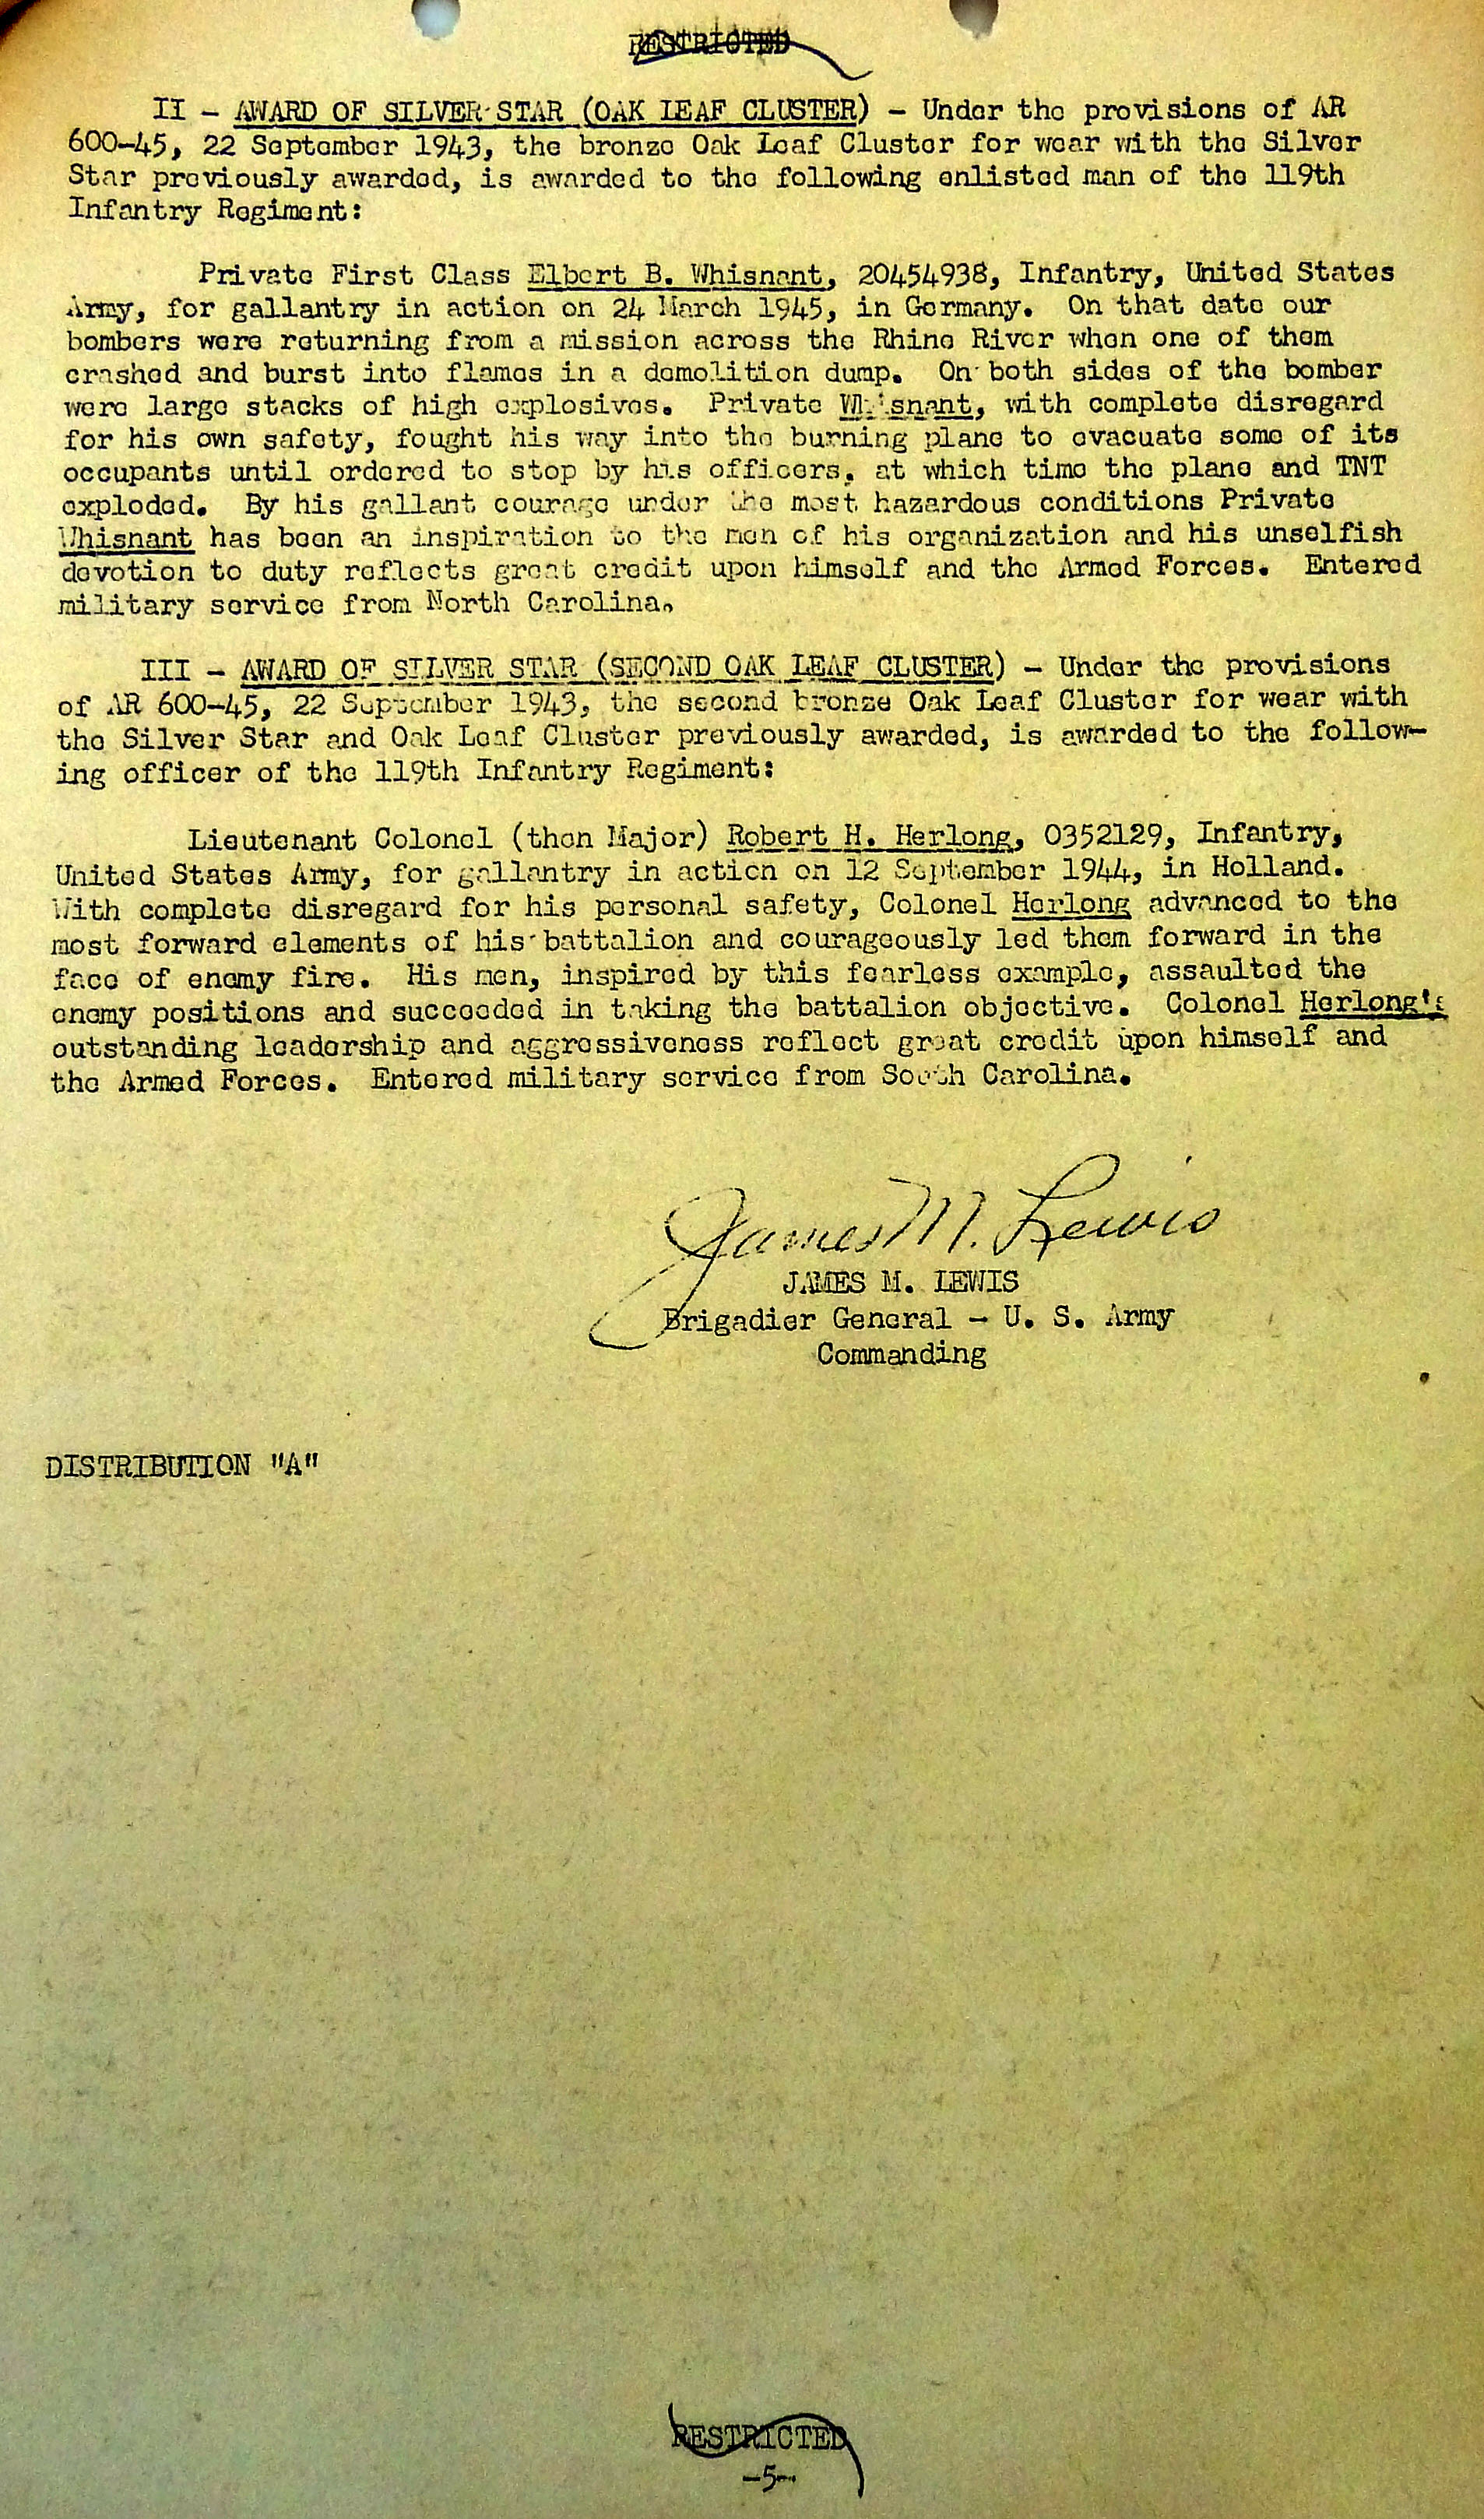 RESTRICTED
II - AWARD OF SILVER STAR (OAK LEAF CLUSTER) - Under the provisions of AR
600-45, 22 September 1943, the bronze Oak Leaf Cluster for wear with the Silver
Star previously awarded, is awarded to the following enlisted man of the 119th
Infantry Regiment:
Private First Class Elbert B. Whisnant, 20454938, Infantry, United States
Army, for gallantry in action on 24 March 1945, in Germany. On that date our
bombers were returning from a mission across the Rhine River when one of them
crashed and burst into flames in a demolition dump. On both sides of the bomber
were large stacks of high explosives. Private Whisnant, with complete disregard
for his own safety, fought his way into the burning plane to evacuate some of its
occupants until ordered to stop by his officers, at which time the plane and TNT
exploded. By his gallant courage under the most hazardous conditions Private
Whisnant has been an inspiration to the men of his organization and his unselfish
devotion to duty reflects great credit upon himself and the Armed Forces. Entered
military service from North Carolina.
III - AWARD OF SILVER STAR (SECOND OAK LEAF CLUSTER) - Under the provisions
of AR 600-45, 22 September 1943, the second bronze Oak Leaf Cluster for wear with
the Silver Star and Oak Leaf Cluster previously awarded, is awarded to the follow-
ing officer of the 119th Infantry Regiment:
Lieutenant Colonel (then Major) Robert H. Herlong, O352129, Infantry,
United States Army, for gallantry in action on 12 September 1944, in Holland.
With complete disregard for his personal safety, Colonel Herlong advanced to the
most forward elements of his battalion and courageously led them forward in the
face of enemy fire. His men, inspired by this fearless example, assaulted the
enemy positions and succeeded in taking the battalion objective. Colonel Herlong's
outstanding leadership and aggressiveness reflect great credit upon himself and
the Armed Forces. Entered military service from South Carolina.
James M. Lewis
JAMES M. LEWIS
Brigadier General - U. S. Army
Commanding
DISTRIBUTION "A"
RESTRICTED
-5-